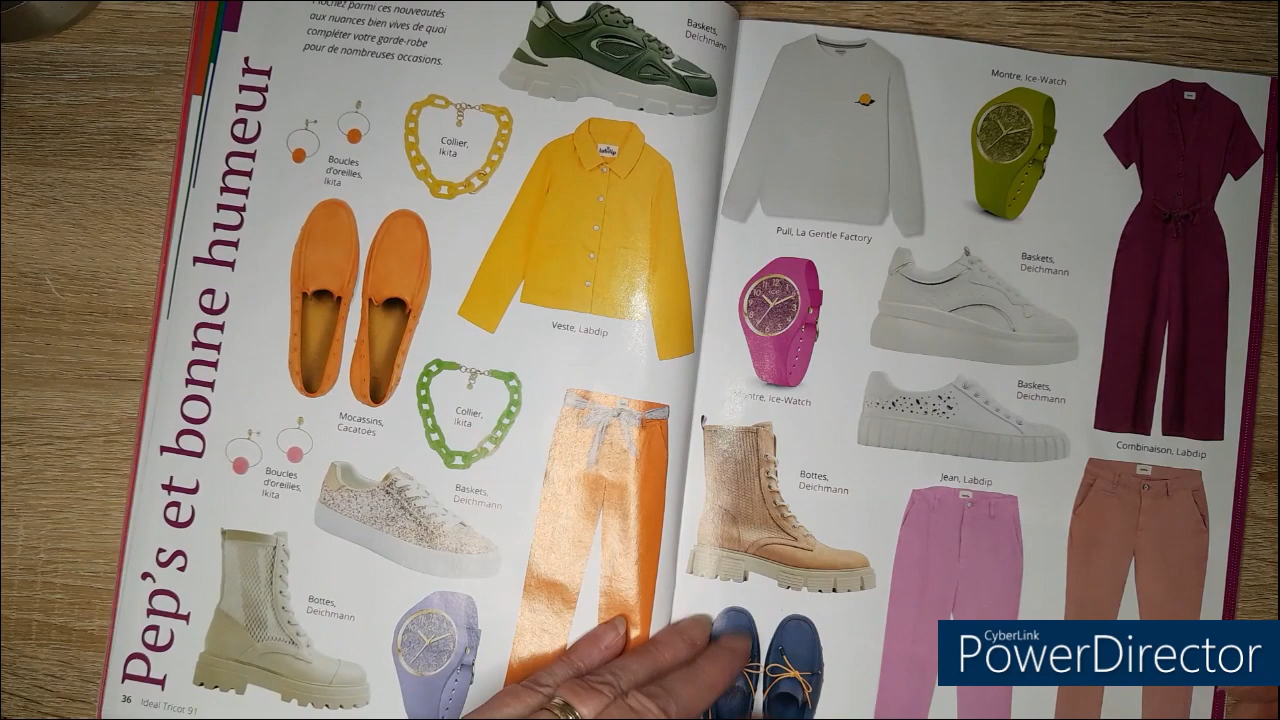 Piochez parmi ces nouveautés
aux nuances bien vives de quoi
compléter votre garde-robe
pour de nombreuses occasions.
Pep's et bonne humeur
Baskets,
Deichmann
Boucles
d'oreilles,
Ikita
Collier,
Ikita
labdip
Veste, Labdip
Mocassins,
Cacatoès
Collier,
Ikita
Boucles
d'oreilles,
Ikita
Baskets,
Deichmann
Bottes,
Deichmann
36 Ideal Tricot 91
Montre, Ice-Watch
Pull, La Gentle Factory
Baskets,
Deichmann
Montre, Ice-Watch
Baskets,
Deichmann
Combinaison, Labdip
Bottes,
Deichmann
Jean, Labdip
CyberLink
PowerDirector